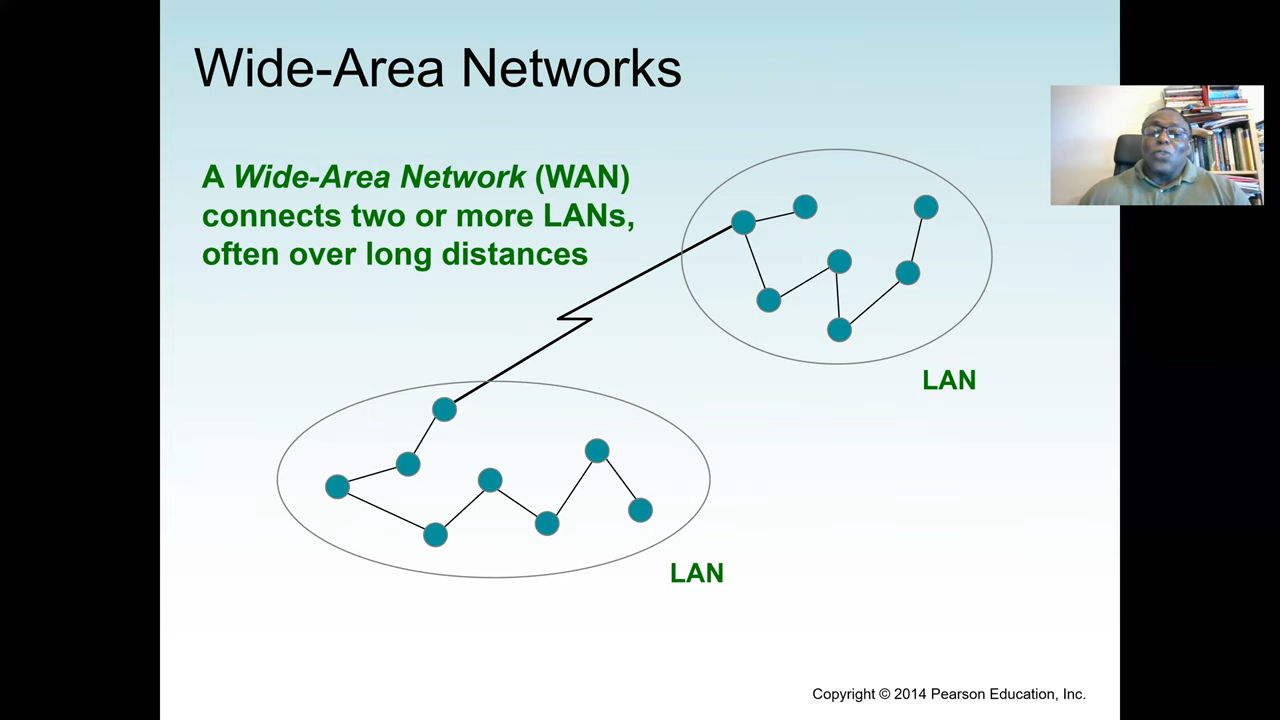 Wide-Area Networks
A Wide-Area Network (WAN)
connects two or more LANs,
often over long distances
LAN
LAN
Copyright © 2014 Pearson Education, Inc.